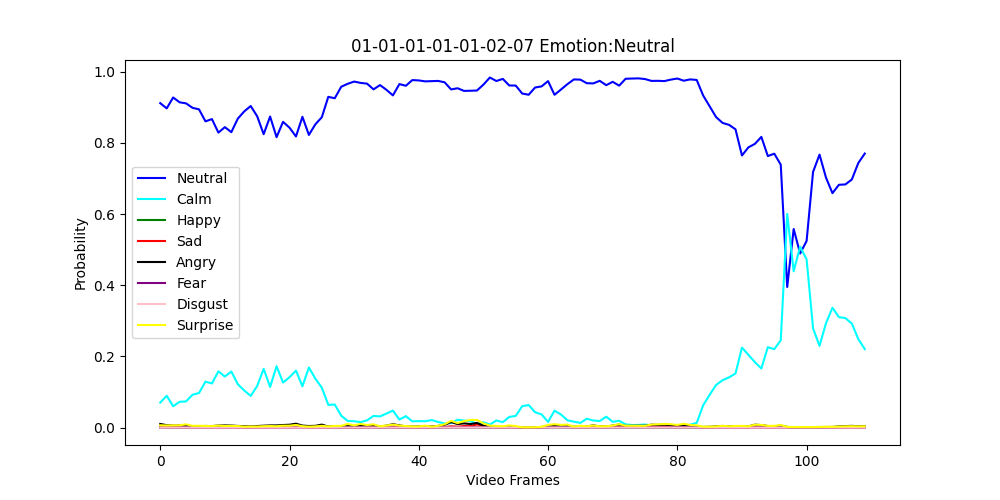 01-01-01-01-01-02-07 Emotion:Neutral
Probability
1.0
0.8
0.6
0.4
0.2
0.0
Neutral
Calm
Happy
Sad
Angry
Fear
Disgust
Surprise
0 20 40 60 80 100
Video Frames